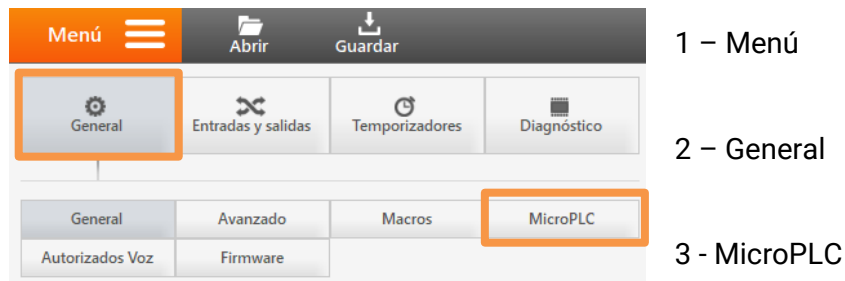 Menú
Abrir
Guardar
1 – Menú
General
Entradas y salidas
Temporizadores
Diagnóstico
2 – General
General
Avanzado
Macros
MicroPLC
Autorizados Voz
Firmware
3 - MicroPLC